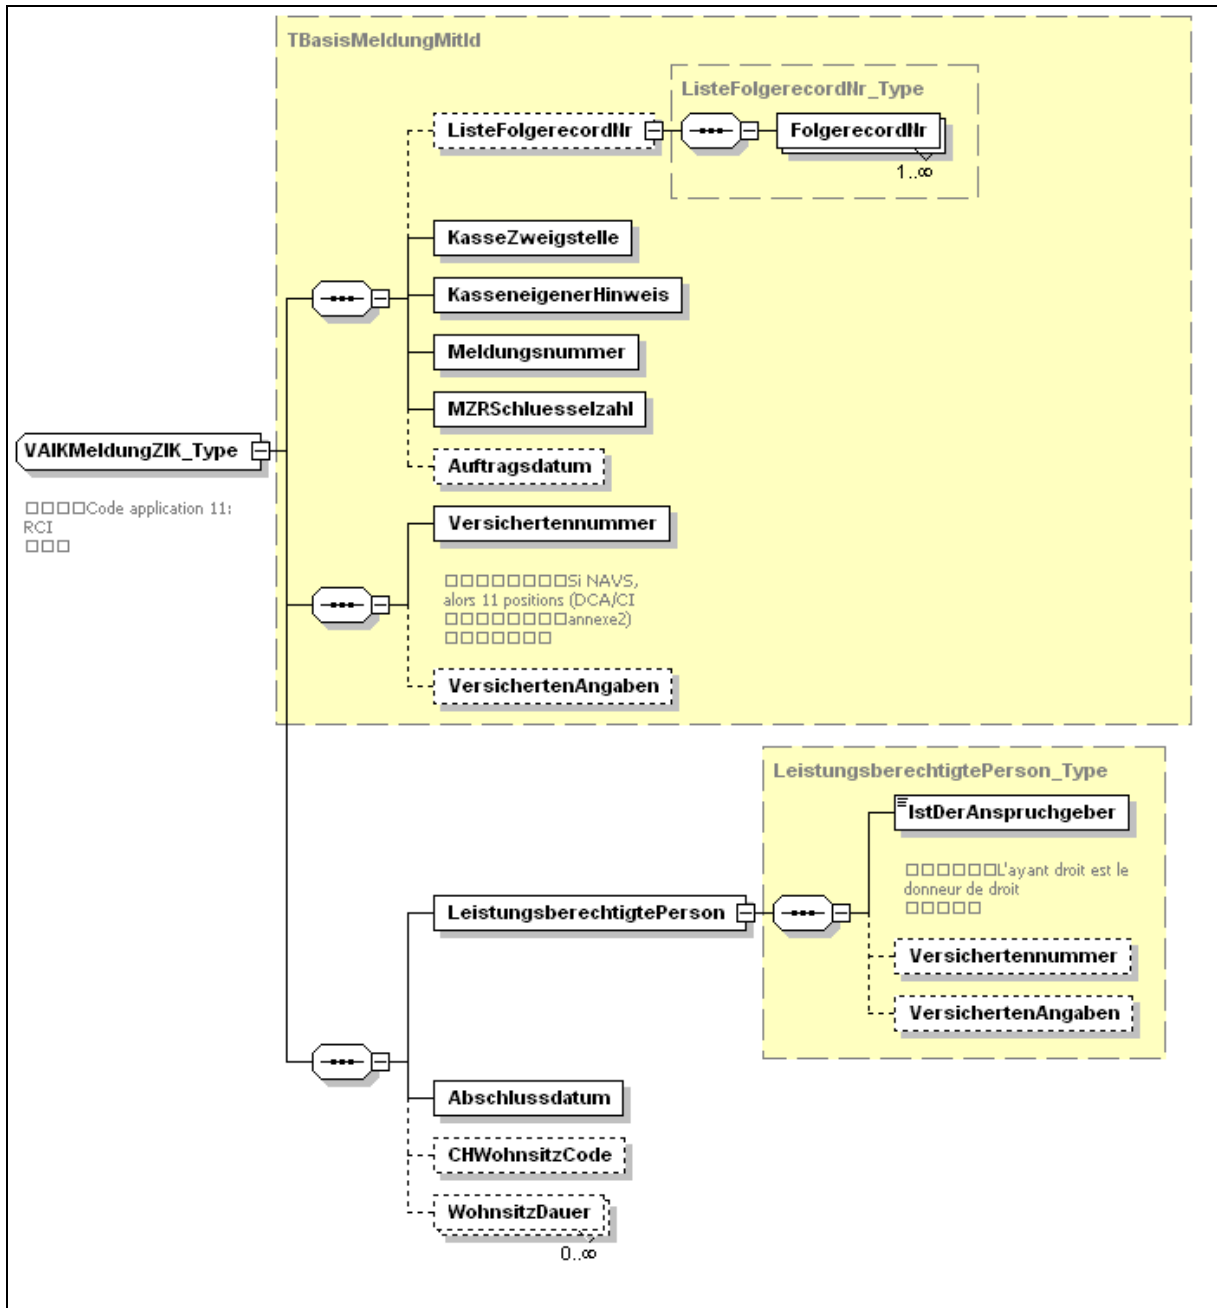 TBasisMeldungMitId
ListeFolgerecordNr_Type
ListeFolgerecordNr
FolgerecordNr
1..∞
KasseZweigstelle
KasseneigenerHinweis
Meldungsnummer
MZRSchluesselzahl
VAIKMeldungZIK_Type
Auftragsdatum
□□□□Code application 11:
RCI
□□□
Versichertennummer
□□□□□□□□Si NAVS,
alors 11 positions (DCA/CI
□□□□□□□□annexe2)
□□□□□□□
VersichertenAngaben
LeistungsberechtigtePerson_Type
IstDerAnspruchgeber
□□□□□□L'ayant droit est le
donneur de droit
□□□□□
LeistungsberechtigtePerson
Versichertennummer
VersichertenAngaben
Abschlussdatum
CHWohnsitzCode
WohnsitzDauer
0..∞